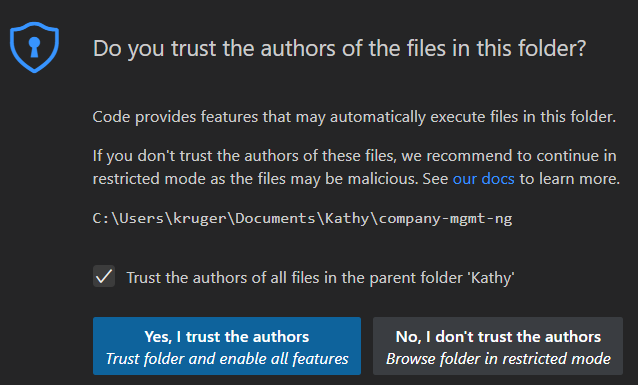 Do you trust the authors of the files in this folder?
Code provides features that may automatically execute files in this folder.
If you don't trust the authors of these files, we recommend to continue in
restricted mode as the files may be malicious. See our docs to learn more.
C:\Users\kruger\Documents\Kathy\company-mgmt-ng
Trust the authors of all files in the parent folder 'Kathy'
Yes, I trust the authors
Trust folder and enable all features
No, I don't trust the authors
Browse folder in restricted mode